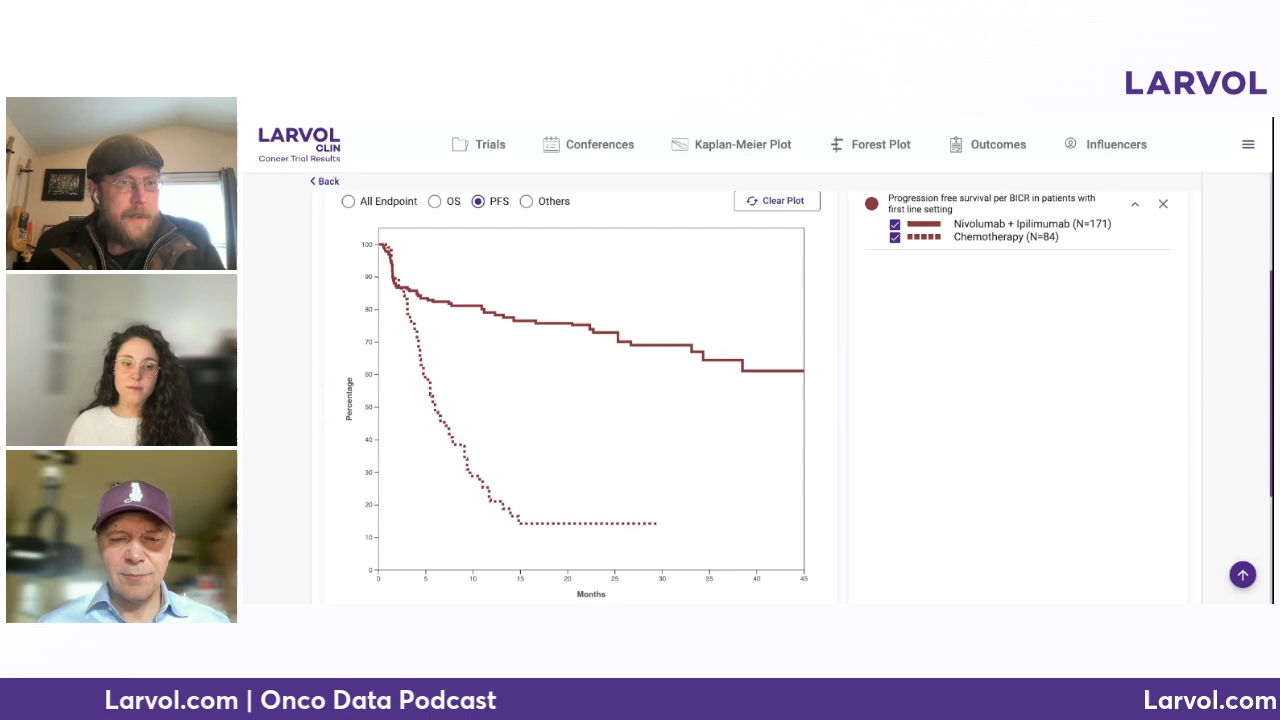 LARVOL
LARVOL
CLIN
Cancer Trial Results
Trials
Conferences
Kaplan-Meier Plot
Forest Plot
Outcomes
Influencers
Back
All Endpoint
OS
PFS
Others
Clear Plot
Progression free survival per BICR in patients with
first line setting
Nivolumab + Ipilimumab (N=171)
Chemotherapy (N=84)
100
90
80
70
60
50
40
30
20
10
0
Percentage
0 5 10 15 20 25 30 35 40 45
Months
Larvol.com | Onco Data Podcast
Larvol.com